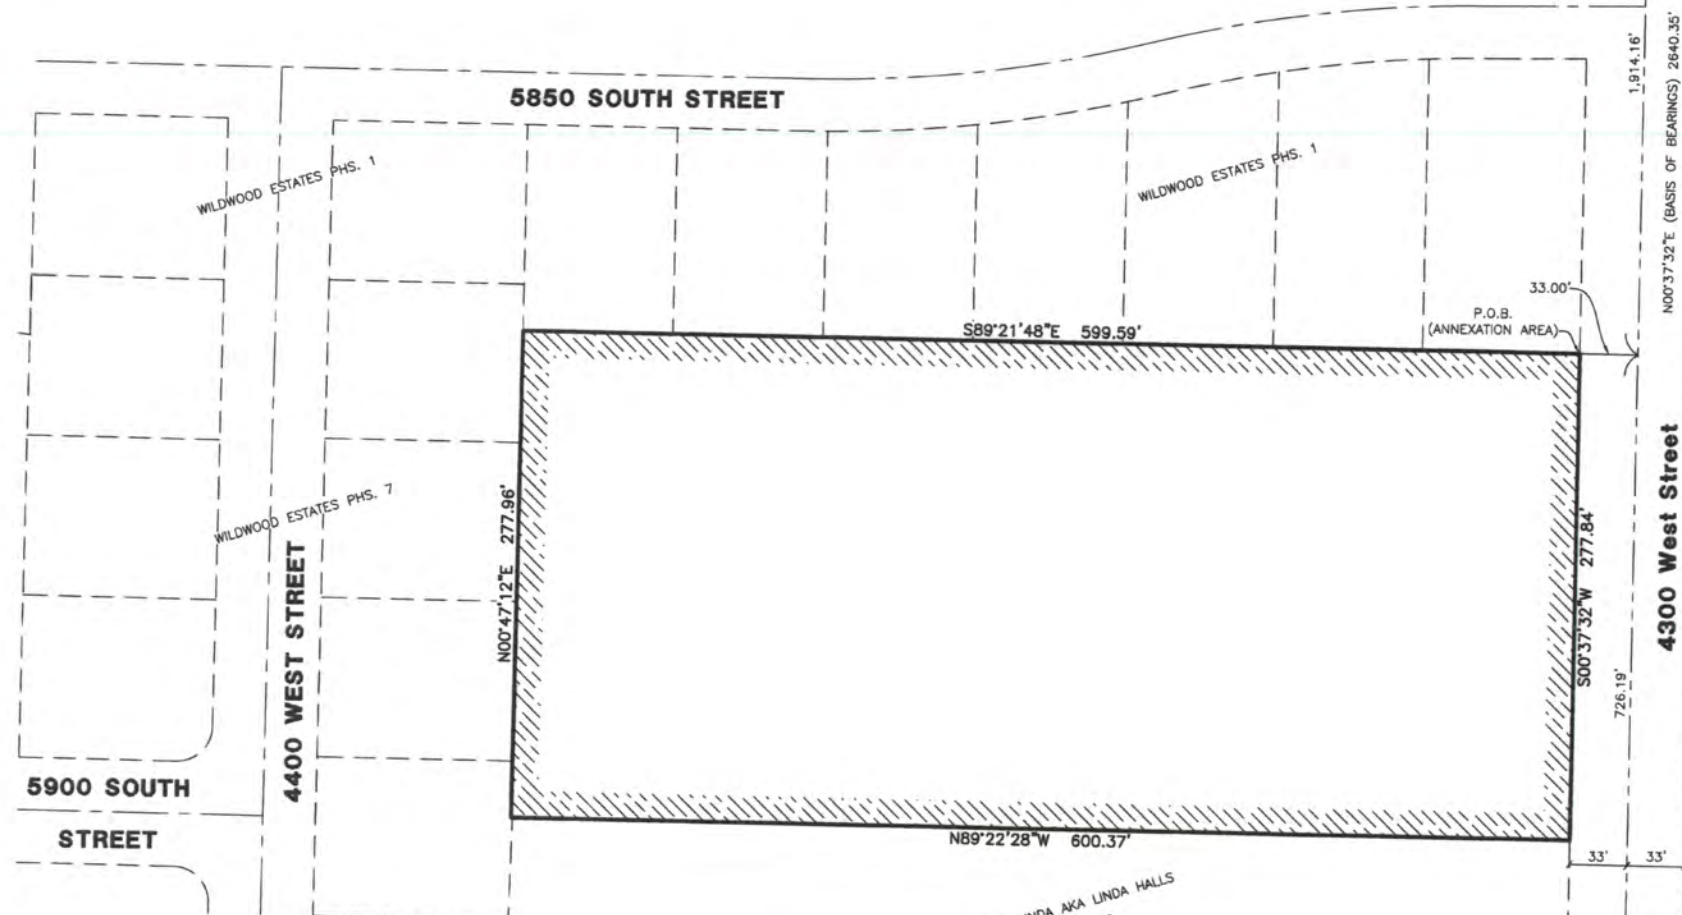 5850 SOUTH STREET
1,914.16'
N00°37'32"E (BASIS OF BEARINGS) 2640.35'
WILDWOOD ESTATES PHS. 1
WILDWOOD ESTATES PHS. 1
33.00'
P.O.B.
(ANNEXATION AREA)
S89°21'48"E 599.59'
4300 West Street
WILDWOOD ESTATES PHS. 7
N00°47'12"E 277.96'
S00°37'32"W 277.84'
4400 WEST STREET
726.19'
5900 SOUTH
STREET
N89°22'28"W 600.37'
33' 33'
AKA LINDA HALLS